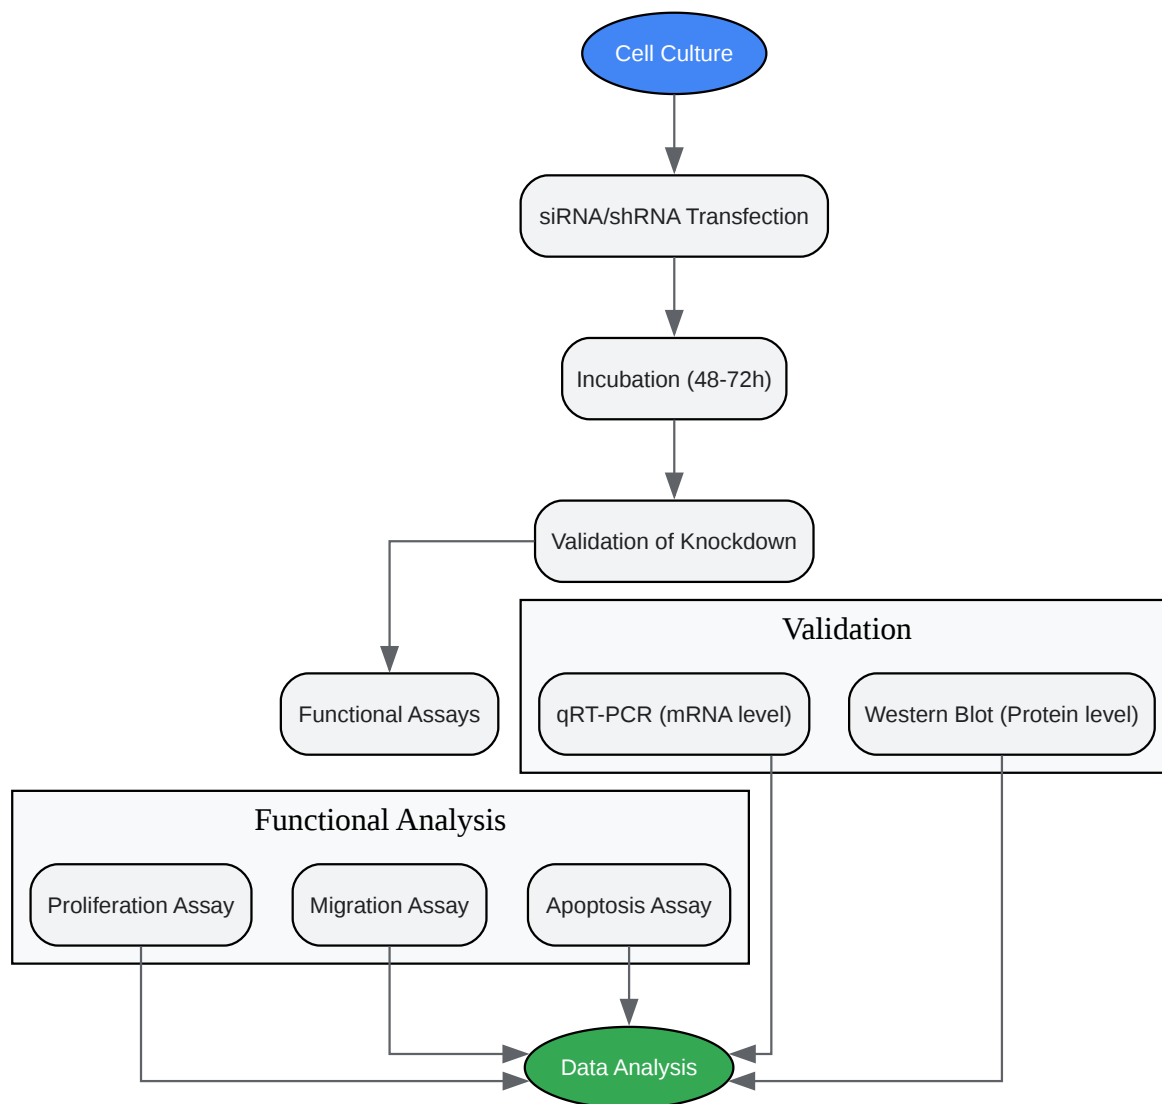 Cell Culture
siRNA/shRNA Transfection
Incubation (48-72h)
Validation of Knockdown
Validation
Functional Assays
qRT-PCR (mRNA level)
Western Blot (Protein level)
Functional Analysis
Proliferation Assay
Migration Assay
Apoptosis Assay
Data Analysis